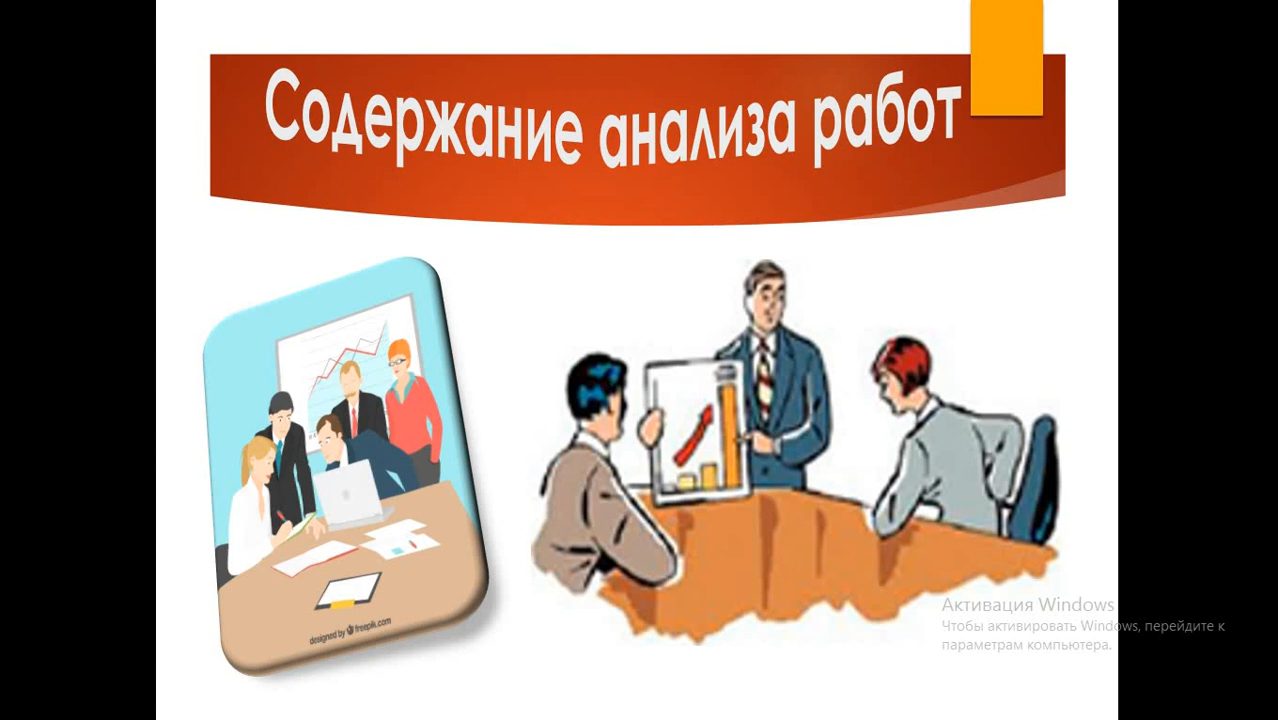 Содержание анализа работ
designed by freepik.com
Активация Windows
Чтобы активировать Windows, перейдите к
параметрам компьютера.